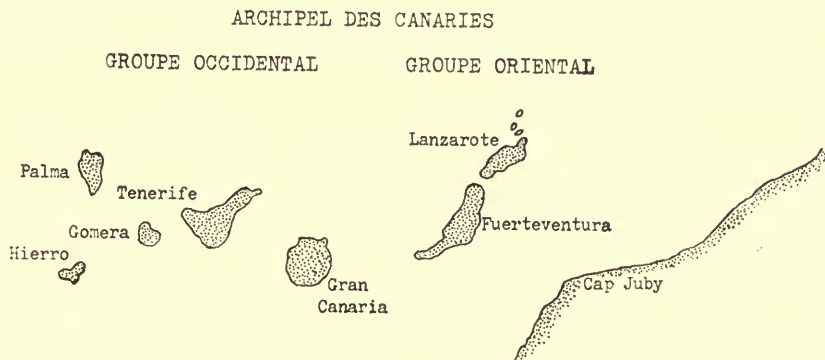 ARCHIPEL DES CANARIES
GROUPE OCCIDENTAL
GROUPE ORIENTAL
Lanzarote
Palma
Tenerife
Gomera
Fuerteventura
Hierro
Gran
Canaria
Cap Juby